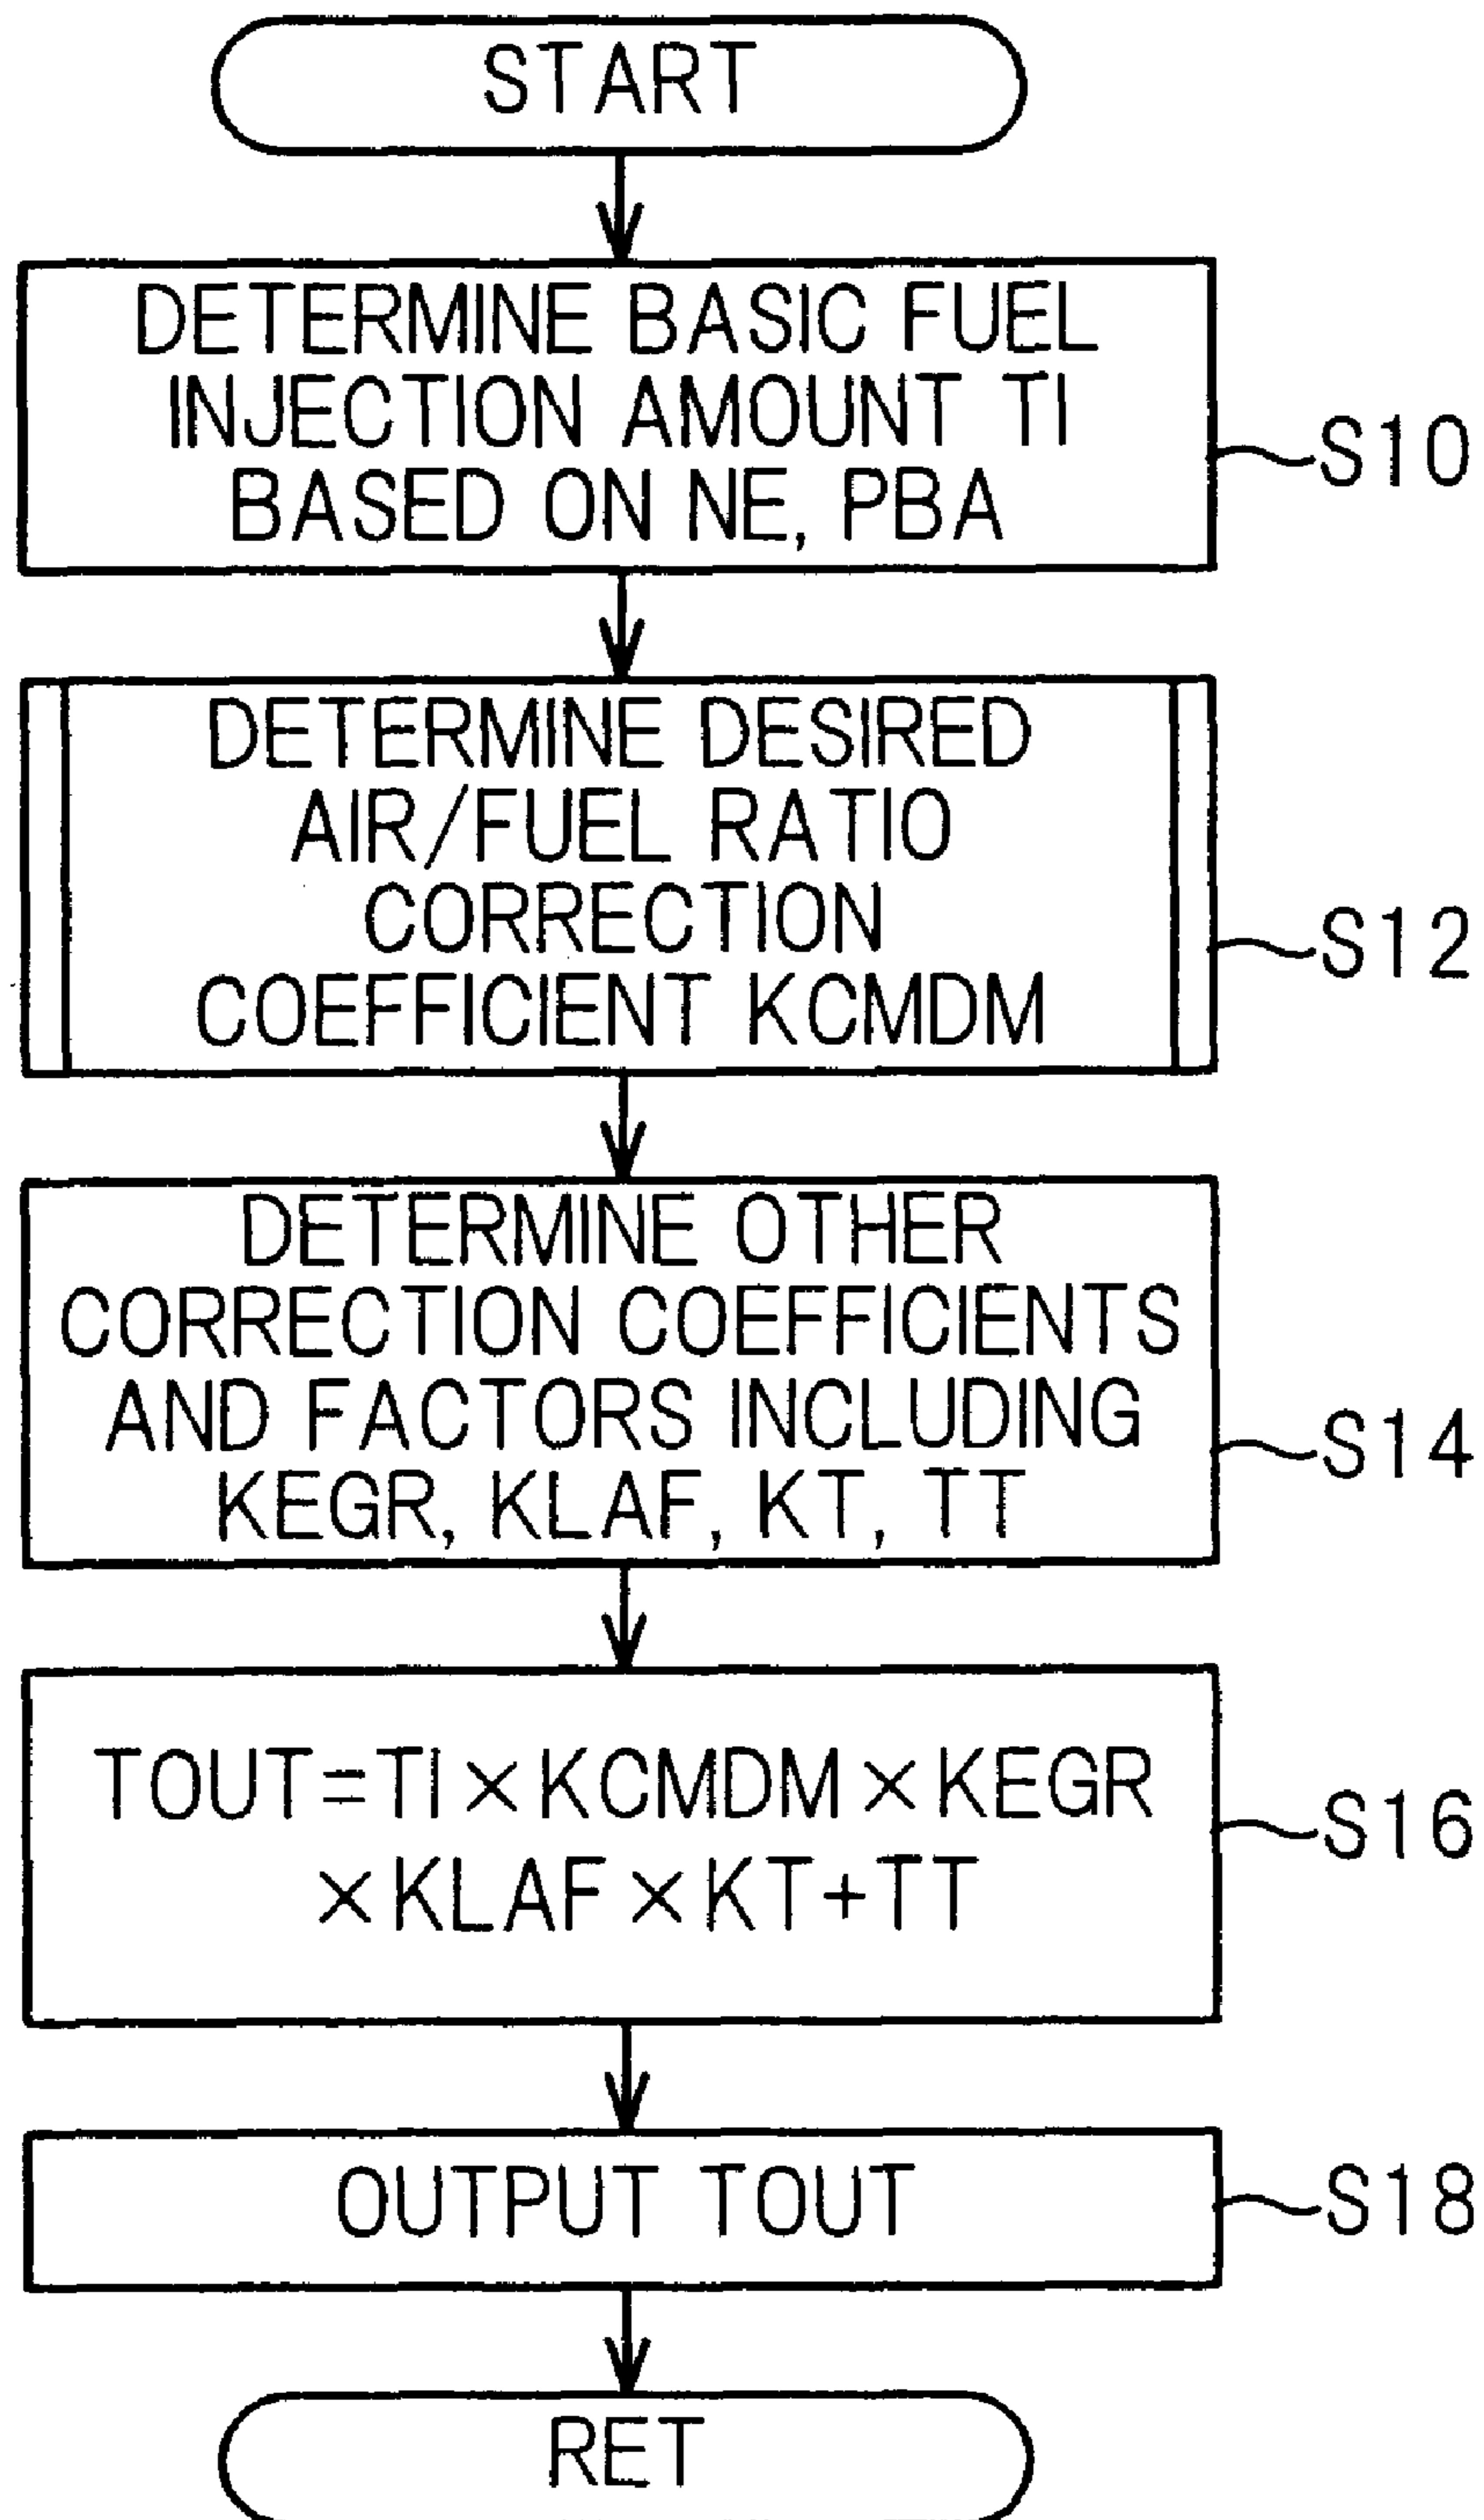 START
DETERMINE BASIC FUEL
INJECTION AMOUNT TI
BASED ON NE, PBA
S10
DETERMINE DESIRED
AIR/FUEL RATIO
CORRECTION
COEFFICIENT KCMDM
S12
DETERMINE OTHER
CORRECTION COEFFICIENTS
AND FACTORS INCLUDING
KEGR, KLAF, KT, TT
S14
TOUT=TI×KCMDM×KEGR
×KLAF×KT+TT
S16
OUTPUT TOUT
S18
RET